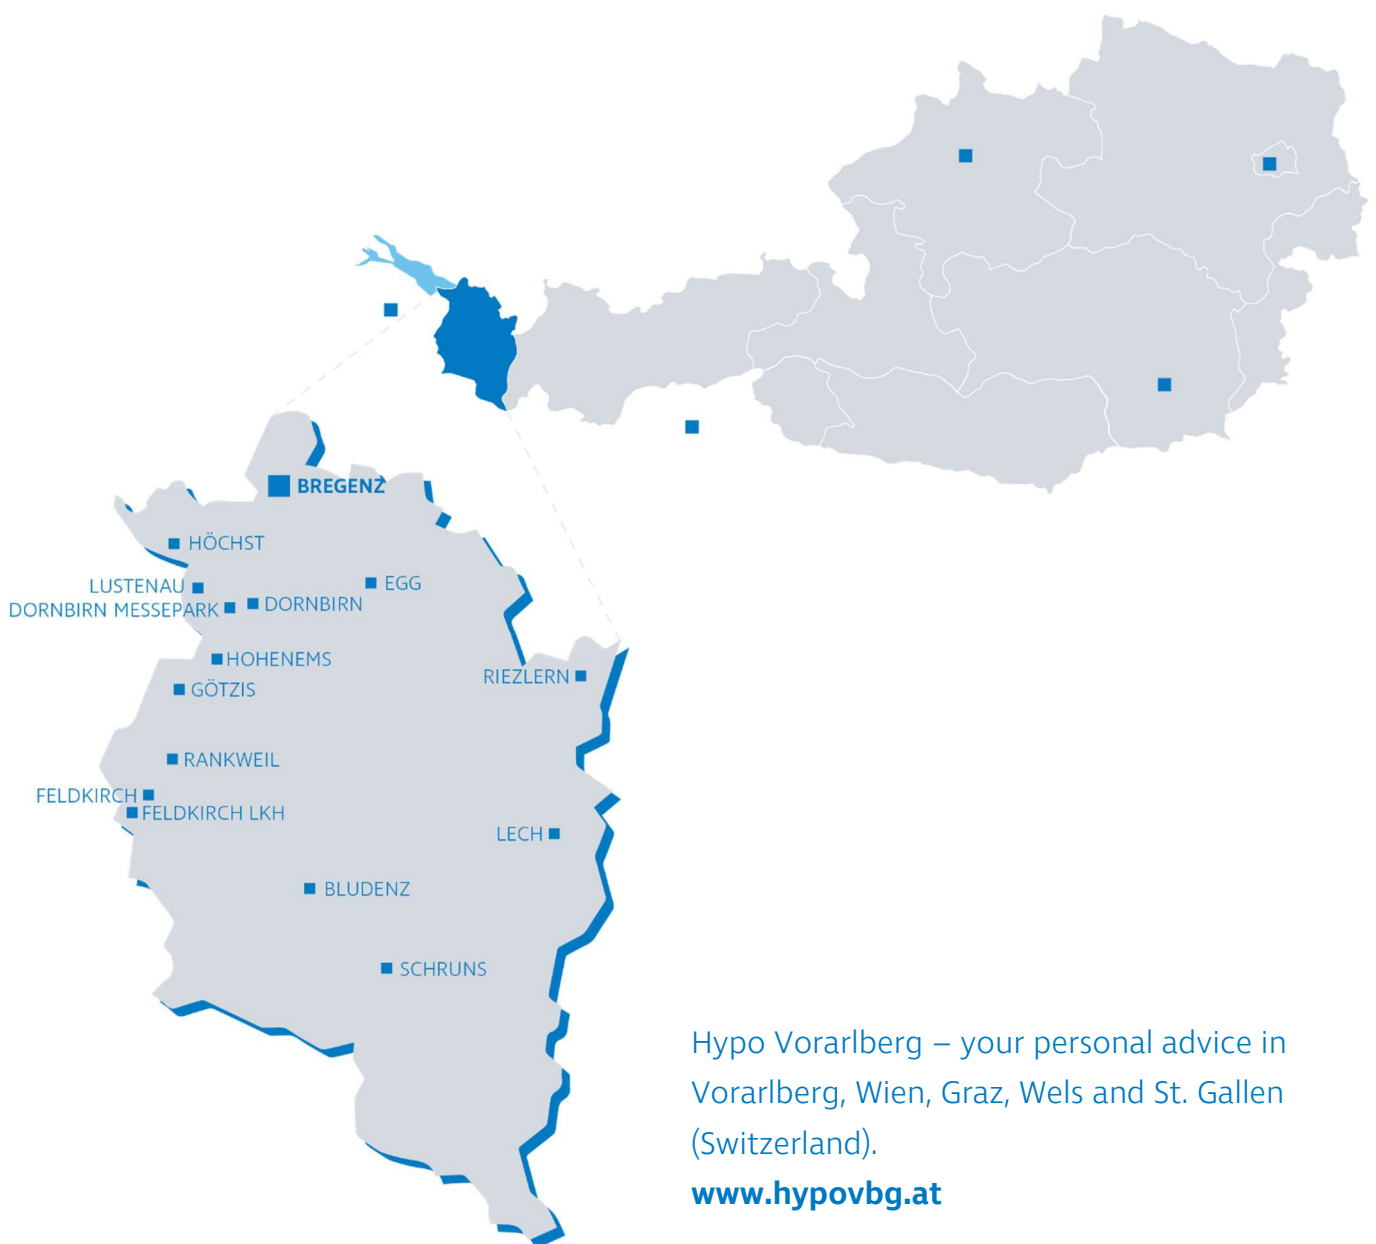 BREGENZ
HÖCHST
EGG
LUSTENAU
DORNBIRN
DORNBIRN MESSEPARK
HOHENEMS
RIEZLERN
GÖTZIS
RANKWEIL
FELDKIRCH
FELDKIRCH LKH
LECH
BLUDENZ
SCHRUNS
Hypo Vorarlberg – your personal advice in
Vorarlberg, Wien, Graz, Wels and St. Gallen
(Switzerland).
www.hypovbg.at